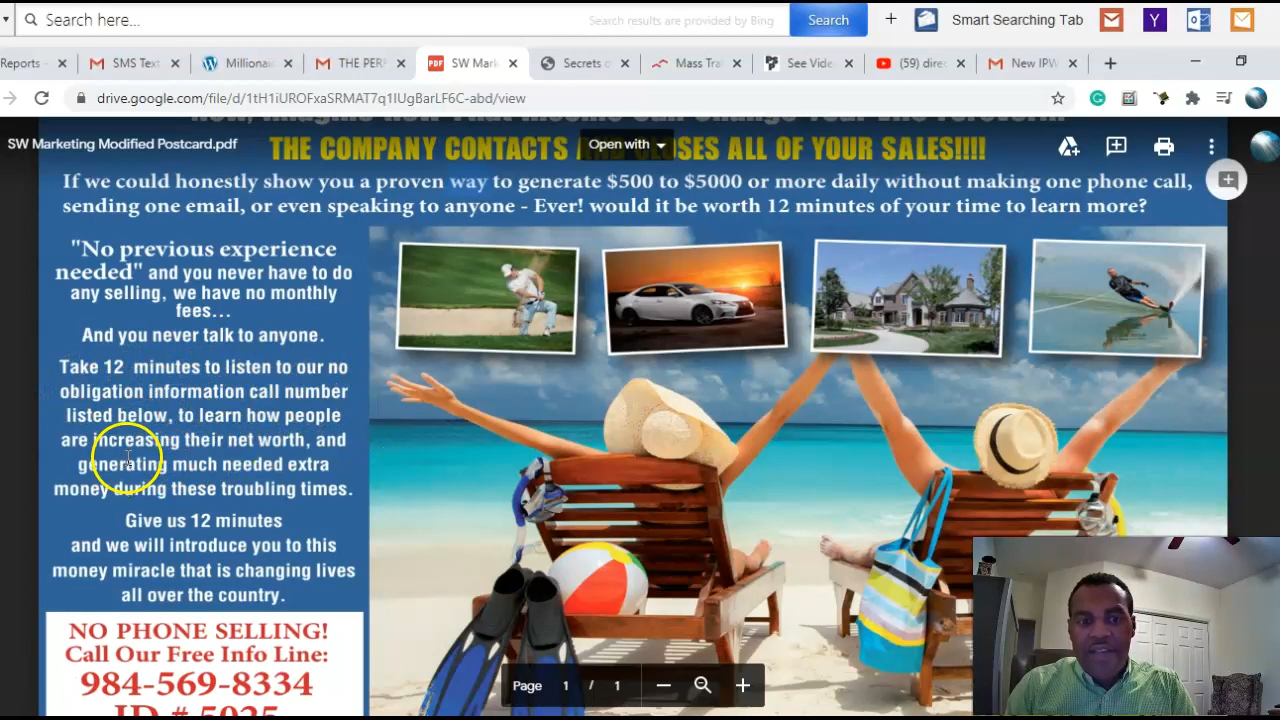 Search here...
Search results are provided by Bing
Search
Smart Searching Tab
Reports -
SMS Text
Millionai
THE PERF
SW Mark
Secrets o
Mass Tra
See Vide
(59) direc
New IPW
drive.google.com/file/d/1tH1iUROFxaSRMAT7q1IUgBarLF6C-abd/view
SW Marketing Modified Postcard.pdf
Open with
THE COMPANY CONTACTS AND CLOSES ALL OF YOUR SALES!!!!
If we could honestly show you a proven way to generate $500 to $5000 or more daily without making one phone call,
sending one email, or even speaking to anyone - Ever! would it be worth 12 minutes of your time to learn more?
"No previous experience
needed" and you never have to do
any selling, we have no monthly
fees...
And you never talk to anyone.
Take 12 minutes to listen to our no
obligation information call number
listed below, to learn how people
are increasing their net worth, and
generating much needed extra
money during these troubling times.
Give us 12 minutes
and we will introduce you to this
money miracle that is changing lives
all over the country.
NO PHONE SELLING!
Call Our Free Info Line:
984-569-8334
ID # 5025
Page 1 / 1